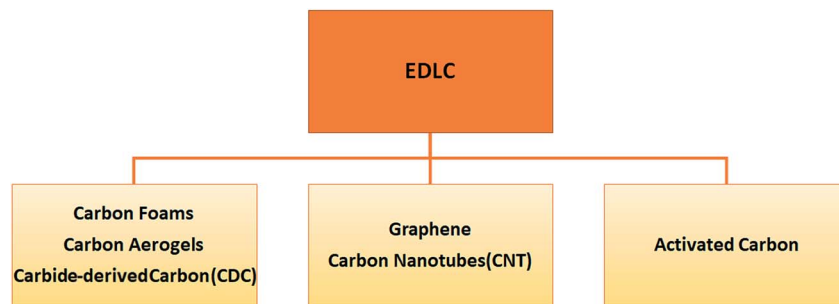 EDLC
Carbon Foams
Carbon Aerogels
Carbide-derivedCarbon(CDC)
Graphene
Carbon Nanotubes(CNT)
Activated Carbon